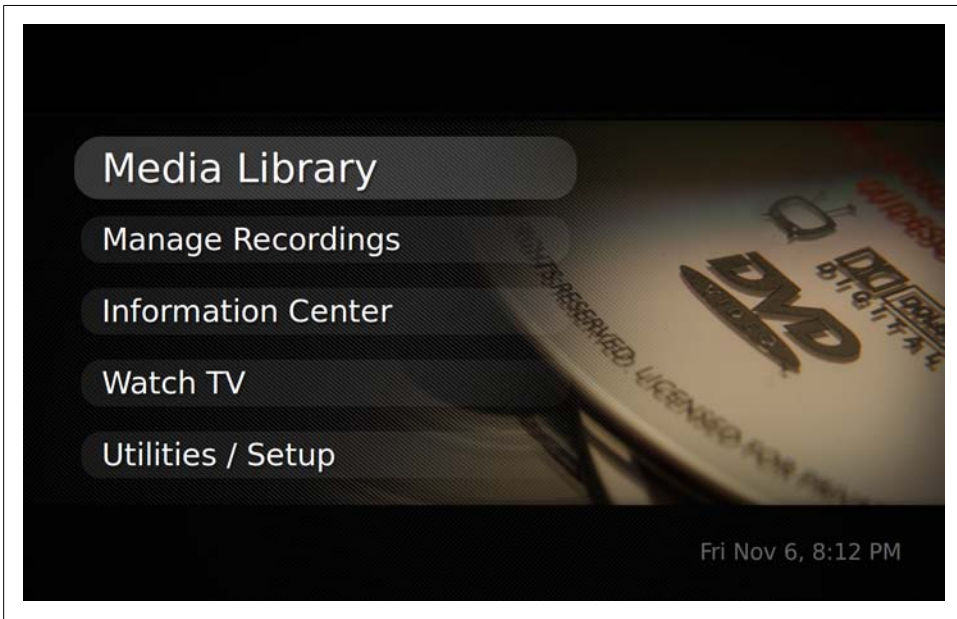 Media Library
Manage Recordings
Information Center
Watch TV
Utilities / Setup
RIGHTS RESERVED. LICENSED FOR
DVD
VIDEO
DIGITAL
Fri Nov 6, 8:12 PM